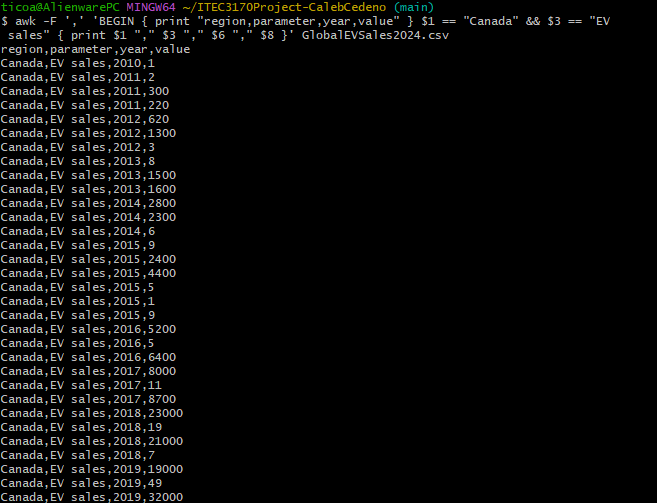 ticoa@AlienwarePC MINGW64 ~/ITEC3170Project-CalebCedeno (main)
$ awk -F ',' 'BEGIN { print "region,parameter,year,value" } $1 == "Canada" && $3 == "EV
 sales" { print $1 "," $3 "," $6 "," $8 }' GlobalEVSales2024.csv
region,parameter,year,value
Canada,EV sales,2010,1
Canada,EV sales,2011,2
Canada,EV sales,2011,300
Canada,EV sales,2011,220
Canada,EV sales,2012,620
Canada,EV sales,2012,1300
Canada,EV sales,2012,3
Canada,EV sales,2013,8
Canada,EV sales,2013,1500
Canada,EV sales,2013,1600
Canada,EV sales,2014,2800
Canada,EV sales,2014,2300
Canada,EV sales,2014,6
Canada,EV sales,2015,9
Canada,EV sales,2015,2400
Canada,EV sales,2015,4400
Canada,EV sales,2015,5
Canada,EV sales,2015,1
Canada,EV sales,2015,9
Canada,EV sales,2016,5200
Canada,EV sales,2016,5
Canada,EV sales,2016,6400
Canada,EV sales,2017,8000
Canada,EV sales,2017,11
Canada,EV sales,2017,8700
Canada,EV sales,2018,23000
Canada,EV sales,2018,19
Canada,EV sales,2018,21000
Canada,EV sales,2018,7
Canada,EV sales,2019,19000
Canada,EV sales,2019,49
Canada,EV sales,2019,32000